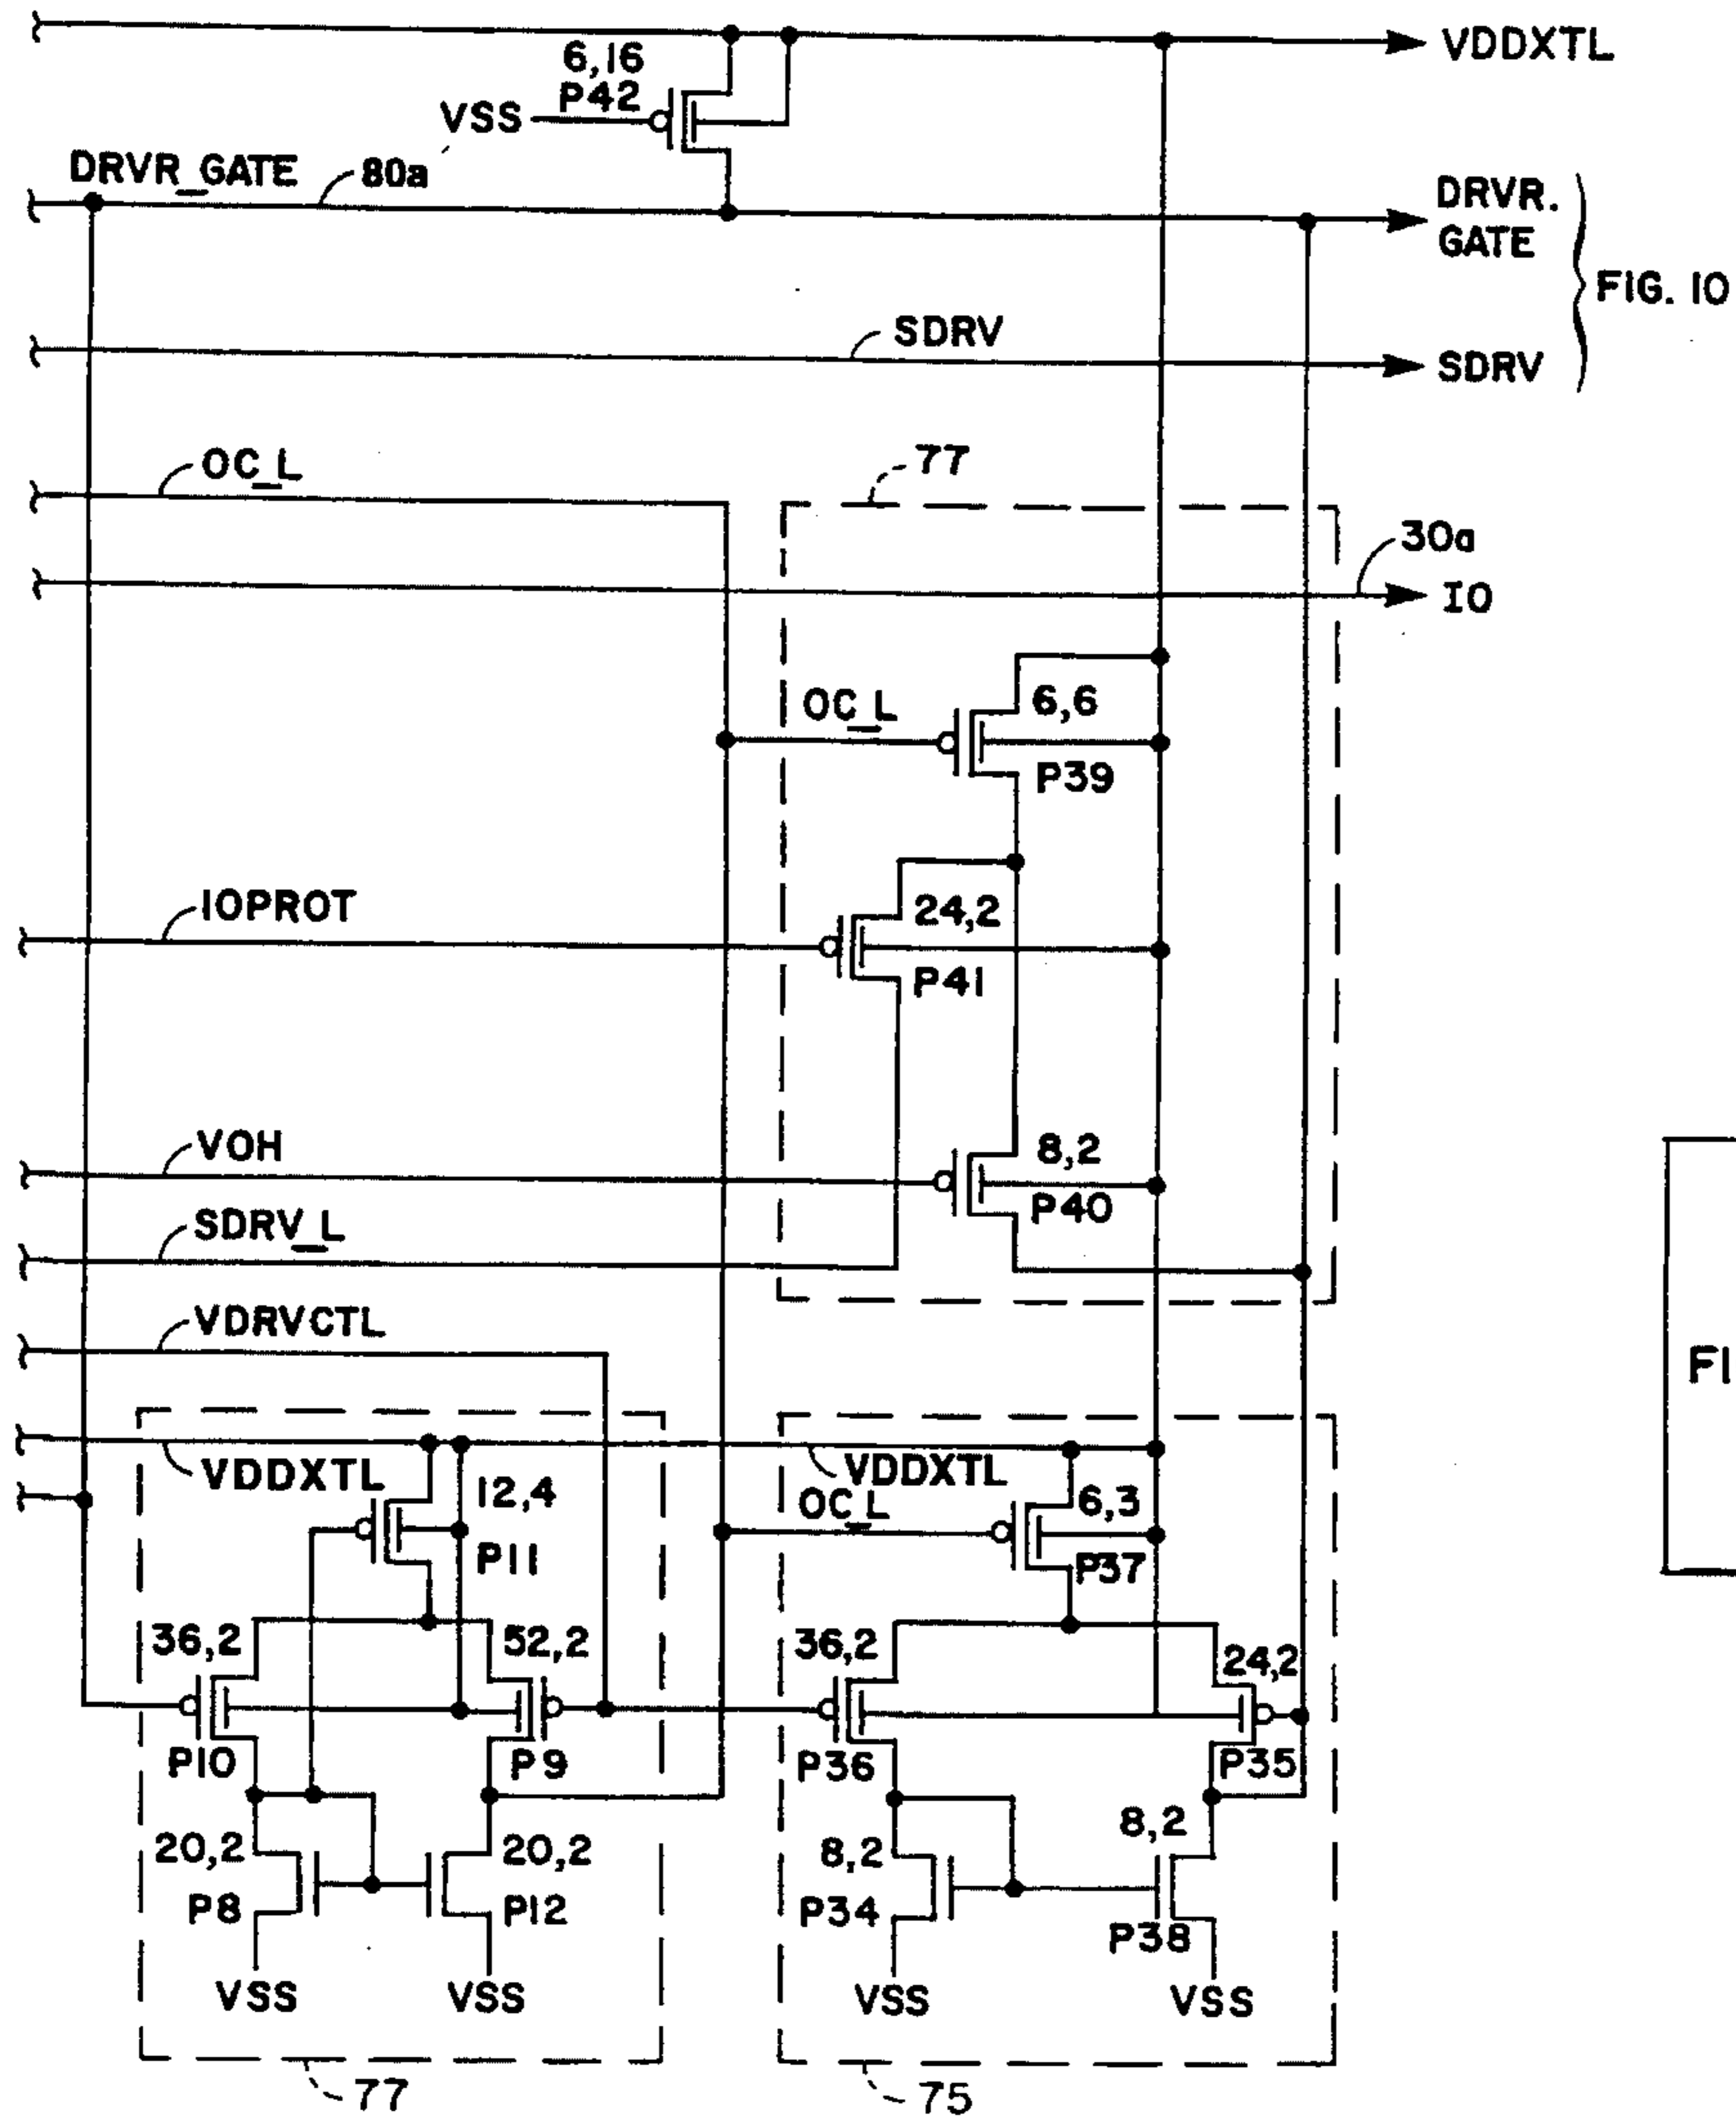 VDDXTL
6,16
P42
VSS
DRVR_GATE
80a
DRVR.
GATE
FIG. 10
SDRV
SDRV
OC_L
77
30a
IO
OC_L
6,6
P39
IOPROT
24,2
P41
VOH
8,2
P40
SDRV_L
VDRVCTL
FI
VDDXTL
12,4
P11
VDDXTL
OC_L
6,3
P37
36,2
52,2
36,2
24,2
P10
P9
P36
P35
20,2
P8
20,2
P12
8,2
P34
8,2
P38
VSS
VSS
VSS
VSS
77
75